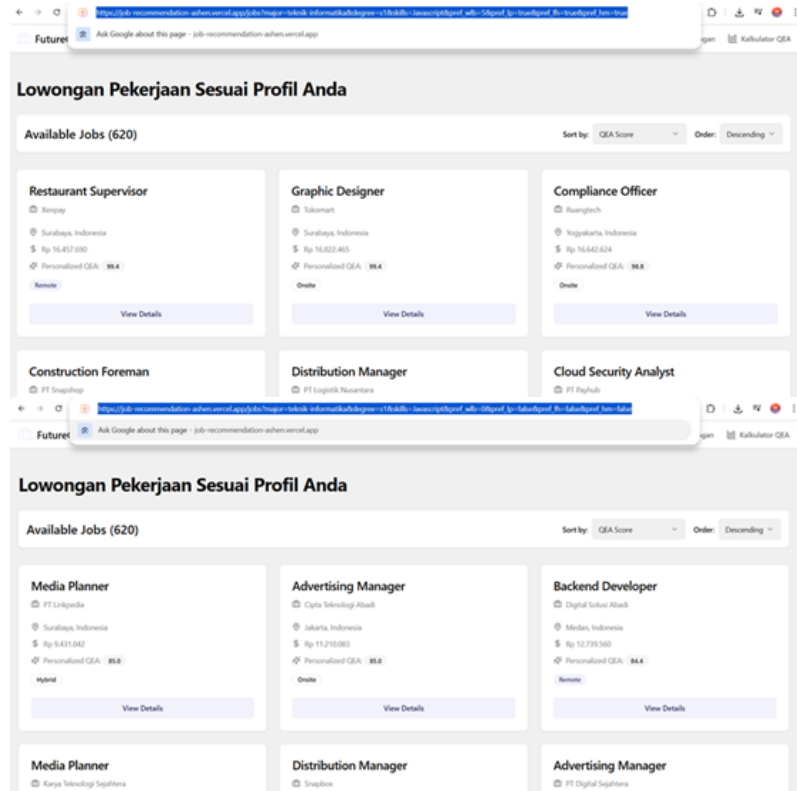 https://job-recommendation-ashen.vercel.app/jobs?major=teknik-informatika&degree=s1&skills=Javascript&pref_wlb=5&pref_lp=true&pref_fh=true&pref_hm=true
Ask Google about this page - job-recommendation-ashen.vercel.app
Kalkulator QEA
Lowongan Pekerjaan Sesuai Profil Anda
Available Jobs (620)
Sort by: QEA Score Order: Descending
Restaurant Supervisor
Xenpay
Surabaya, Indonesia
Rp 16.457.690
Personalized QEA: 99.4
Remote
View Details
Graphic Designer
Tokomart
Surabaya, Indonesia
Rp 16.822.465
Personalized QEA: 99.4
Onsite
View Details
Compliance Officer
Ruangtech
Yogyakarta, Indonesia
Rp 16.642.624
Personalized QEA: 98.8
Onsite
View Details
Construction Foreman
PT Snapshop
Distribution Manager
PT Logistik Nusantara
Cloud Security Analyst
PT Payhub
https://job-recommendation-ashen.vercel.app/jobs?major=teknik-informatika&degree=s1&skills=Javascript&pref_wlb=0&pref_lp=false&pref_fh=false&pref_hm=false
Ask Google about this page - job-recommendation-ashen.vercel.app
Kalkulator QEA
Lowongan Pekerjaan Sesuai Profil Anda
Available Jobs (620)
Sort by: QEA Score Order: Descending
Media Planner
PT Linkpedia
Surabaya, Indonesia
Rp 9.431.042
Personalized QEA: 85.0
Hybrid
View Details
Advertising Manager
Cipta Teknologi Abadi
Jakarta, Indonesia
Rp 11.210.083
Personalized QEA: 85.0
Onsite
View Details
Backend Developer
Digital Solusi Abadi
Medan, Indonesia
Rp 12.739.560
Personalized QEA: 84.4
Remote
View Details
Media Planner
Karya Teknologi Sejahtera
Distribution Manager
Snapbox
Advertising Manager
PT Digital Sejahtera